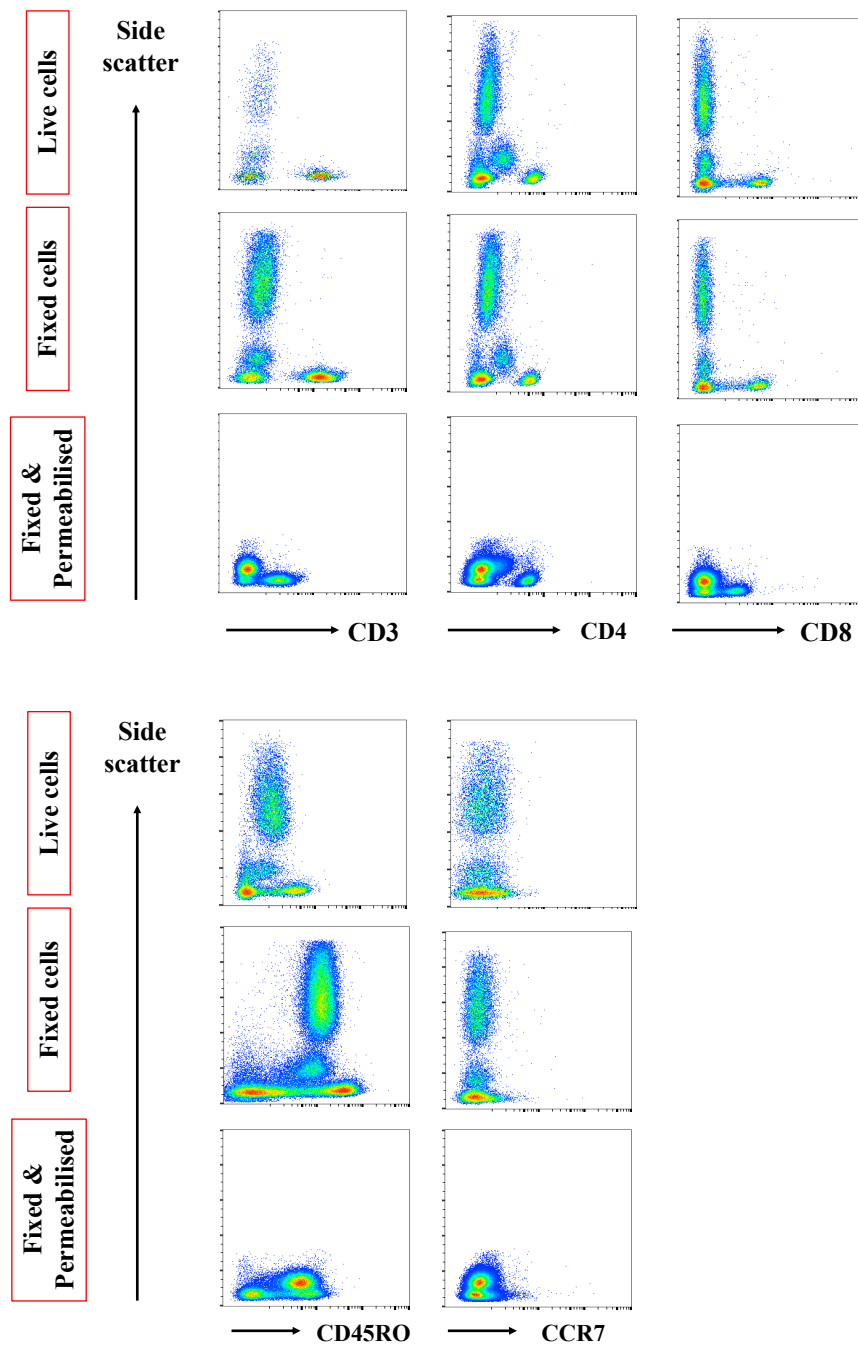 Side
scatter
Live cells
Fixed cells
Fixed &
Permeabilised
CD3
CD4
CD8
Side
scatter
Live cells
Fixed cells
Fixed &
Permeabilised
CD45RO
CCR7